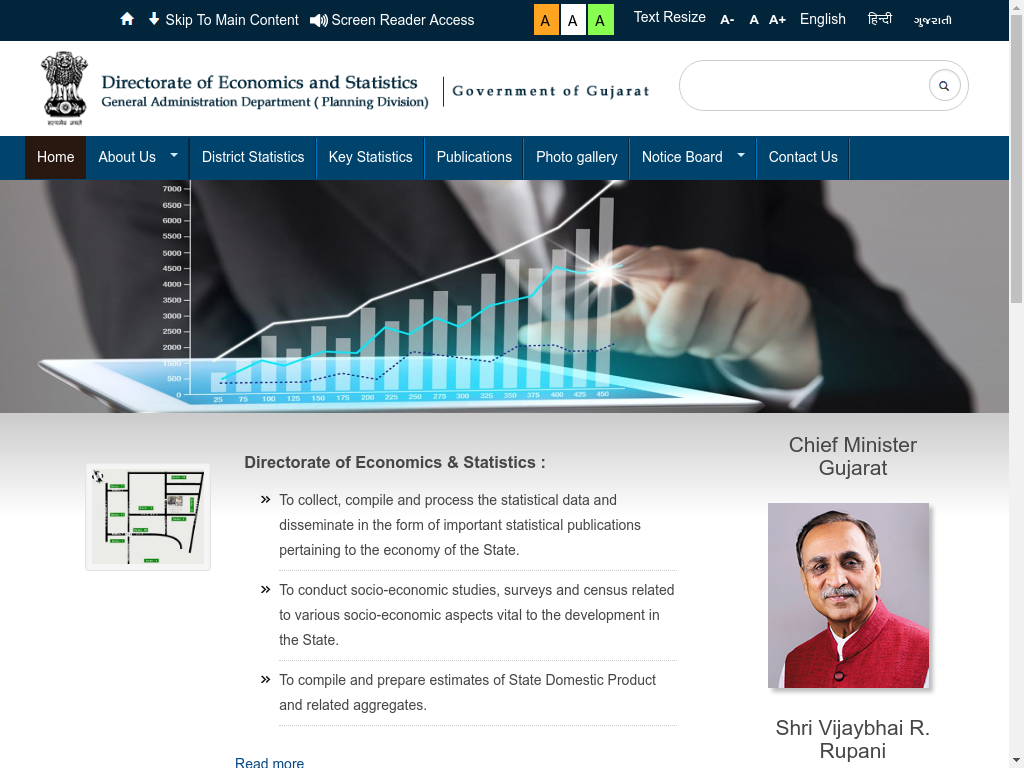 Skip To Main Content
Screen Reader Access
A
A
A
Text Resize
A-
A
A+
English
हिन्दी
ગુજરાતી
Directorate of Economics and Statistics
General Administration Department ( Planning Division)
Government of Gujarat
Home
About Us
District Statistics
Key Statistics
Publications
Photo gallery
Notice Board
Contact Us
7000
6500
6000
5500
5000
4500
4000
3500
3000
2500
2000
1000
500
0
25 75 100 125 150 175 200 225 250 275 300 325 350 375 400 425 450
Directorate of Economics & Statistics :
To collect, compile and process the statistical data and
disseminate in the form of important statistical publications
pertaining to the economy of the State.
To conduct socio-economic studies, surveys and census related
to various socio-economic aspects vital to the development in
the State.
To compile and prepare estimates of State Domestic Product
and related aggregates.
Read more
Chief Minister
Gujarat
Shri Vijaybhai R.
Rupani